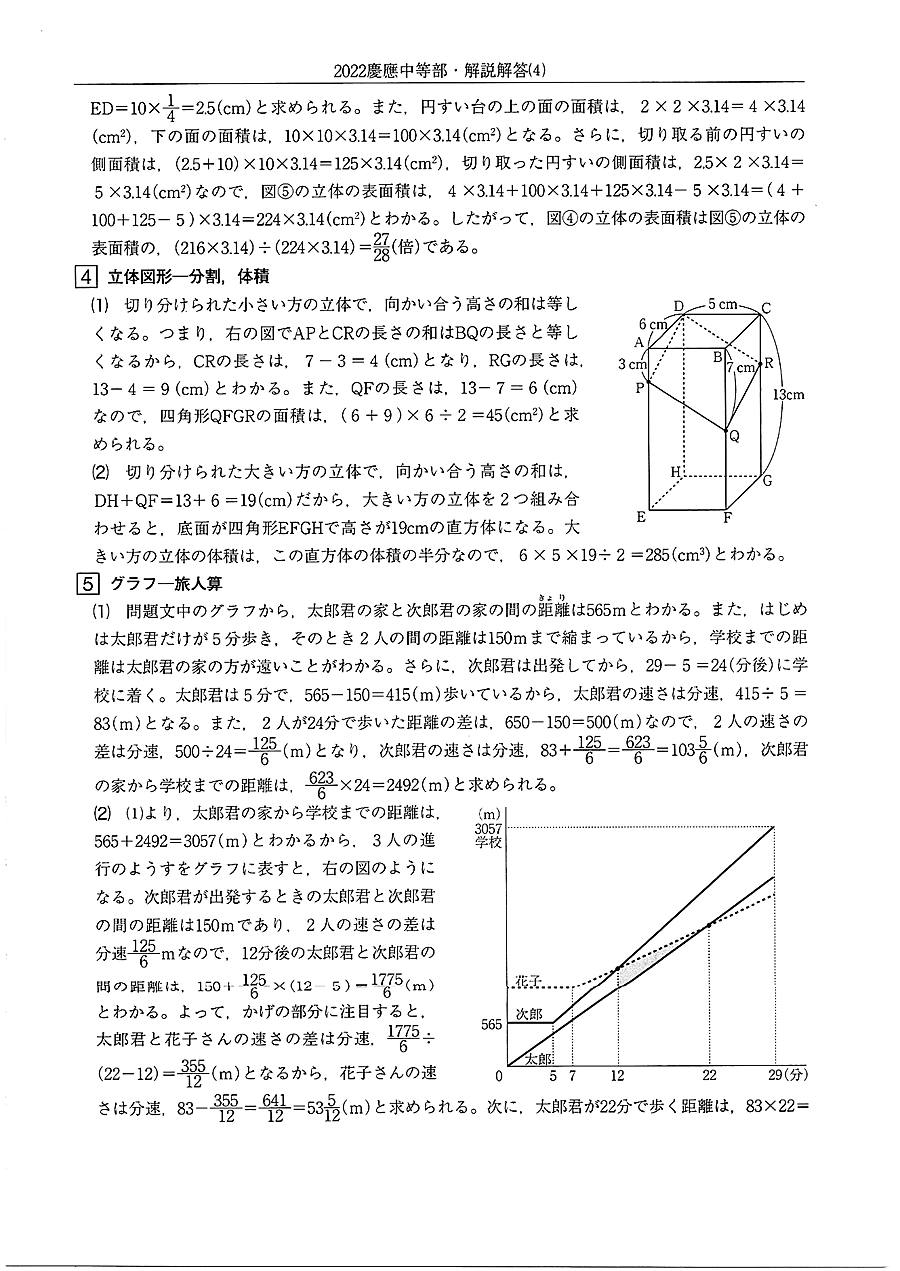 2022慶應中等部・解説解答(4)
ED=10×1/4=2.5(cm)と求められる。また，円すい台の上の面の面積は，2×2×3.14=4×3.14
(cm²)，下の面の面積は，10×10×3.14=100×3.14(cm²)となる。さらに，切り取る前の円すいの
側面積は，(2.5+10)×10×3.14=125×3.14(cm²)，切り取った円すいの側面積は，2.5×2×3.14=
5×3.14(cm²)なので，図⑤の立体の表面積は，4×3.14+100×3.14+125×3.14-5×3.14=(4+
100+125-5)×3.14=224×3.14(cm²)とわかる。したがって，図④の立体の表面積は図⑤の立体の
表面積の，(216×3.14)÷(224×3.14)=27/28(倍)である。
4 立体図形―分割，体積
(1) 切り分けられた小さい方の立体で，向かい合う高さの和は等し
くなる。つまり，右の図でAPとCRの長さの和はBQの長さと等し
くなるから，CRの長さは，7-3=4(cm)となり，RGの長さは，
13-4=9(cm)とわかる。また，QFの長さは，13-7=6(cm)
なので，四角形QFGRの面積は，(6+9)×6÷2=45(cm²)と求
められる。
(2) 切り分けられた大きい方の立体で，向かい合う高さの和は，
DH+QF=13+6=19(cm)だから，大きい方の立体を2つ組み合
わせると，底面が四角形EFGHで高さが19cmの直方体になる。大
きい方の立体の体積は，この直方体の体積の半分なので，6×5×19÷2=285(cm³)とわかる。
D 5cm C
6cm
A B
3cm 7cm R
P 13cm
Q
H G
E F
5 グラフ―旅人算
きょり
(1) 問題文中のグラフから，太郎君の家と次郎君の家の間の距離は565mとわかる。また，はじめ
は太郎君だけが5分歩き，そのとき2人の間の距離は150mまで縮まっているから，学校までの距
離は太郎君の家の方が遠いことがわかる。さらに，次郎君は出発してから，29-5=24(分後)に学
校に着く。太郎君は5分で，565-150=415(m)歩いているから，太郎君の速さは分速，415÷5=
83(m)となる。また，2人が24分で歩いた距離の差は，650-150=500(m)なので，2人の速さの
差は分速，500÷24=125/6(m)となり，次郎君の速さは分速，83+125/6=623/6=103 5/6(m)，次郎君
の家から学校までの距離は，623/6×24=2492(m)と求められる。
(2) (1)より，太郎君の家から学校までの距離は，
565+2492=3057(m)とわかるから，3人の進
行のようすをグラフに表すと，右の図のように
なる。次郎君が出発するときの太郎君と次郎君
の間の距離は150mであり，2人の速さの差は
分速125/6mなので，12分後の太郎君と次郎君の
間の距離は，150+125/6×(12-5)=1775/6(m)
とわかる。よって，かげの部分に注目すると，
太郎君と花子さんの速さの差は分速，1775/6÷
(22-12)=355/12(m)となるから，花子さんの速
さは分速，83-355/12=641/12=53 5/12(m)と求められる。次に，太郎君が22分で歩く距離は，83×22=
(m)
3057
学校
花子
次郎
565
太郎
0 5 7 12 22 29(分)